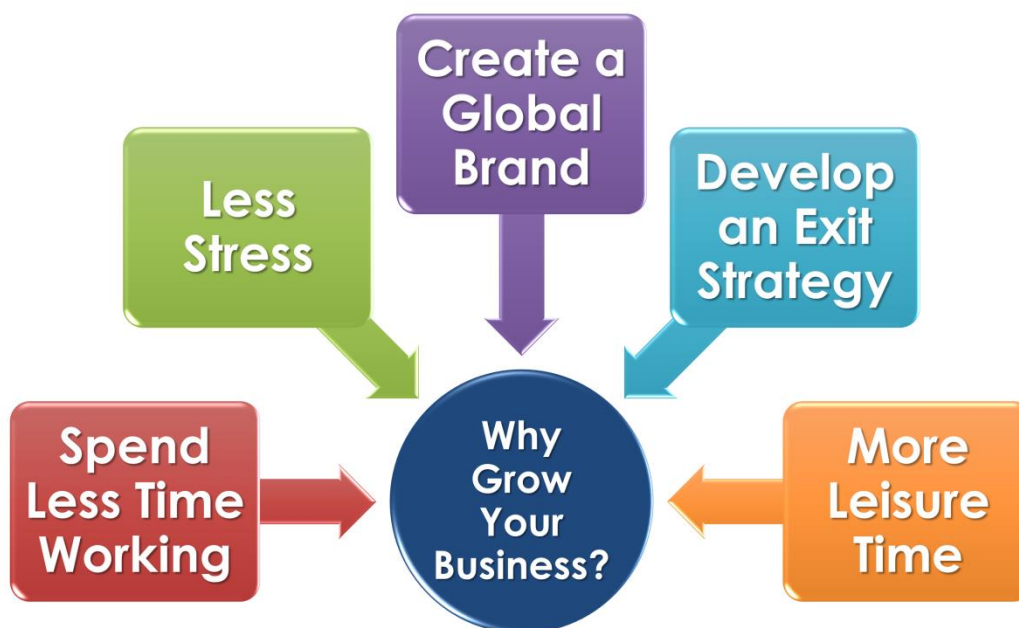 Create a
Global
Brand
Less
Stress
Develop
an Exit
Strategy
Spend
Less Time
Working
Why
Grow
Your
Business?
More
Leisure
Time